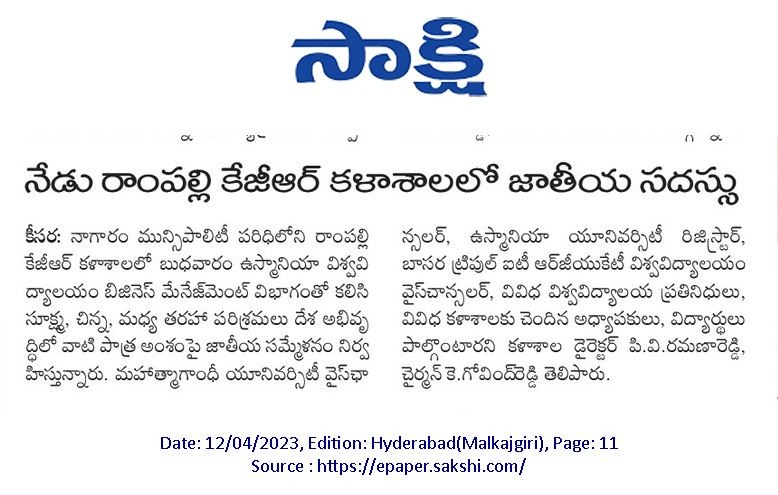 సాక్షి
నేడు రాంపల్లి కేజీఆర్ కళాశాలలో జాతీయ సదస్సు
కీసర: నాగారం మున్సిపాలిటీ పరిధిలోని రాంపల్లి
కేజీఆర్ కళాశాలలో బుధవారం ఉస్మానియా విశ్వవి
ద్యాలయం బిజినెస్ మేనేజ్‌మెంట్ విభాగంతో కలిసి
సూక్ష్మ, చిన్న, మధ్య తరహా పరిశ్రమలు దేశ అభివృ
ద్ధిలో వాటి పాత్ర అంశంపై జాతీయ సమ్మేళనం నిర్వ
హిస్తున్నారు. మహాత్మాగాంధీ యూనివర్సిటీ వైస్‌ఛా
న్సలర్, ఉస్మానియా యూనివర్సిటీ రిజిస్ట్రార్,
బాసర ట్రిపుల్ ఐటీ ఆర్‌జీయుకేటీ విశ్వవిద్యాలయం
వైస్‌చాన్సలర్, వివిధ విశ్వవిద్యాలయ ప్రతినిధులు,
వివిధ కళాశాలకు చెందిన అధ్యాపకులు, విద్యార్థులు
పాల్గొంటారని కళాశాల డైరెక్టర్ పి.వి.రమణారెడ్డి,
చైర్మన్ కె.గోవింద్‌రెడ్డి తెలిపారు.
Date: 12/04/2023, Edition: Hyderabad(Malkajgiri), Page: 11
Source : https://epaper.sakshi.com/